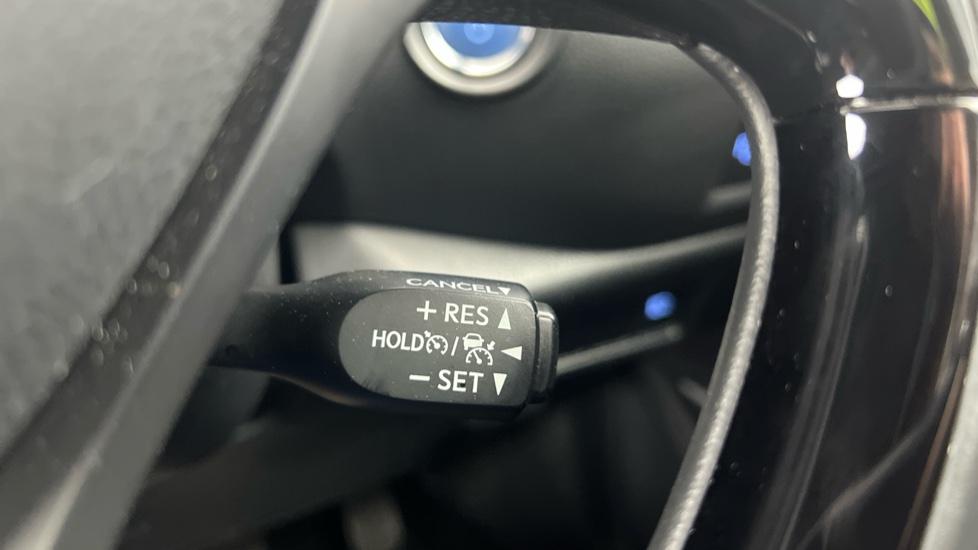 CANCEL▼
+ RES ▲
HOLD / ◀
− SET ▼